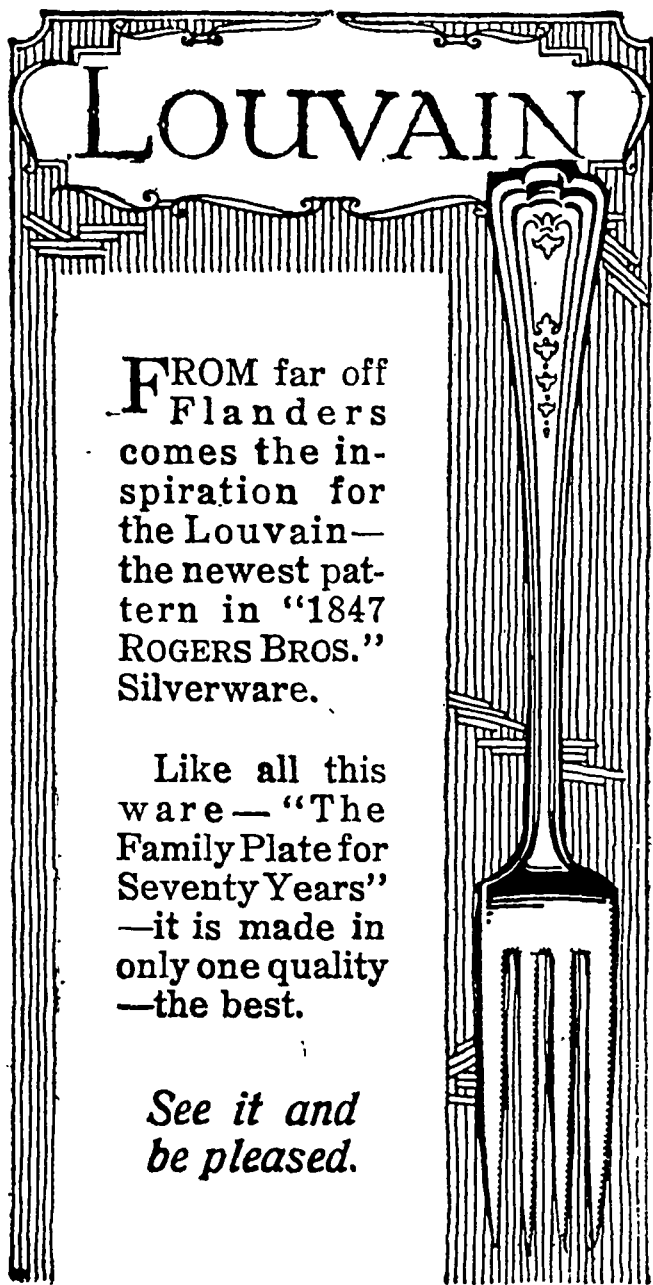 LOUVAIN
FROM far off
Flanders
comes the in-
spiration for
the Louvain—
the newest pat-
tern in "1847
ROGERS BROS."
Silverware.
Like all this
ware—"The
Family Plate for
Seventy Years"
—it is made in
only one quality
—the best.
See it and
be pleased.